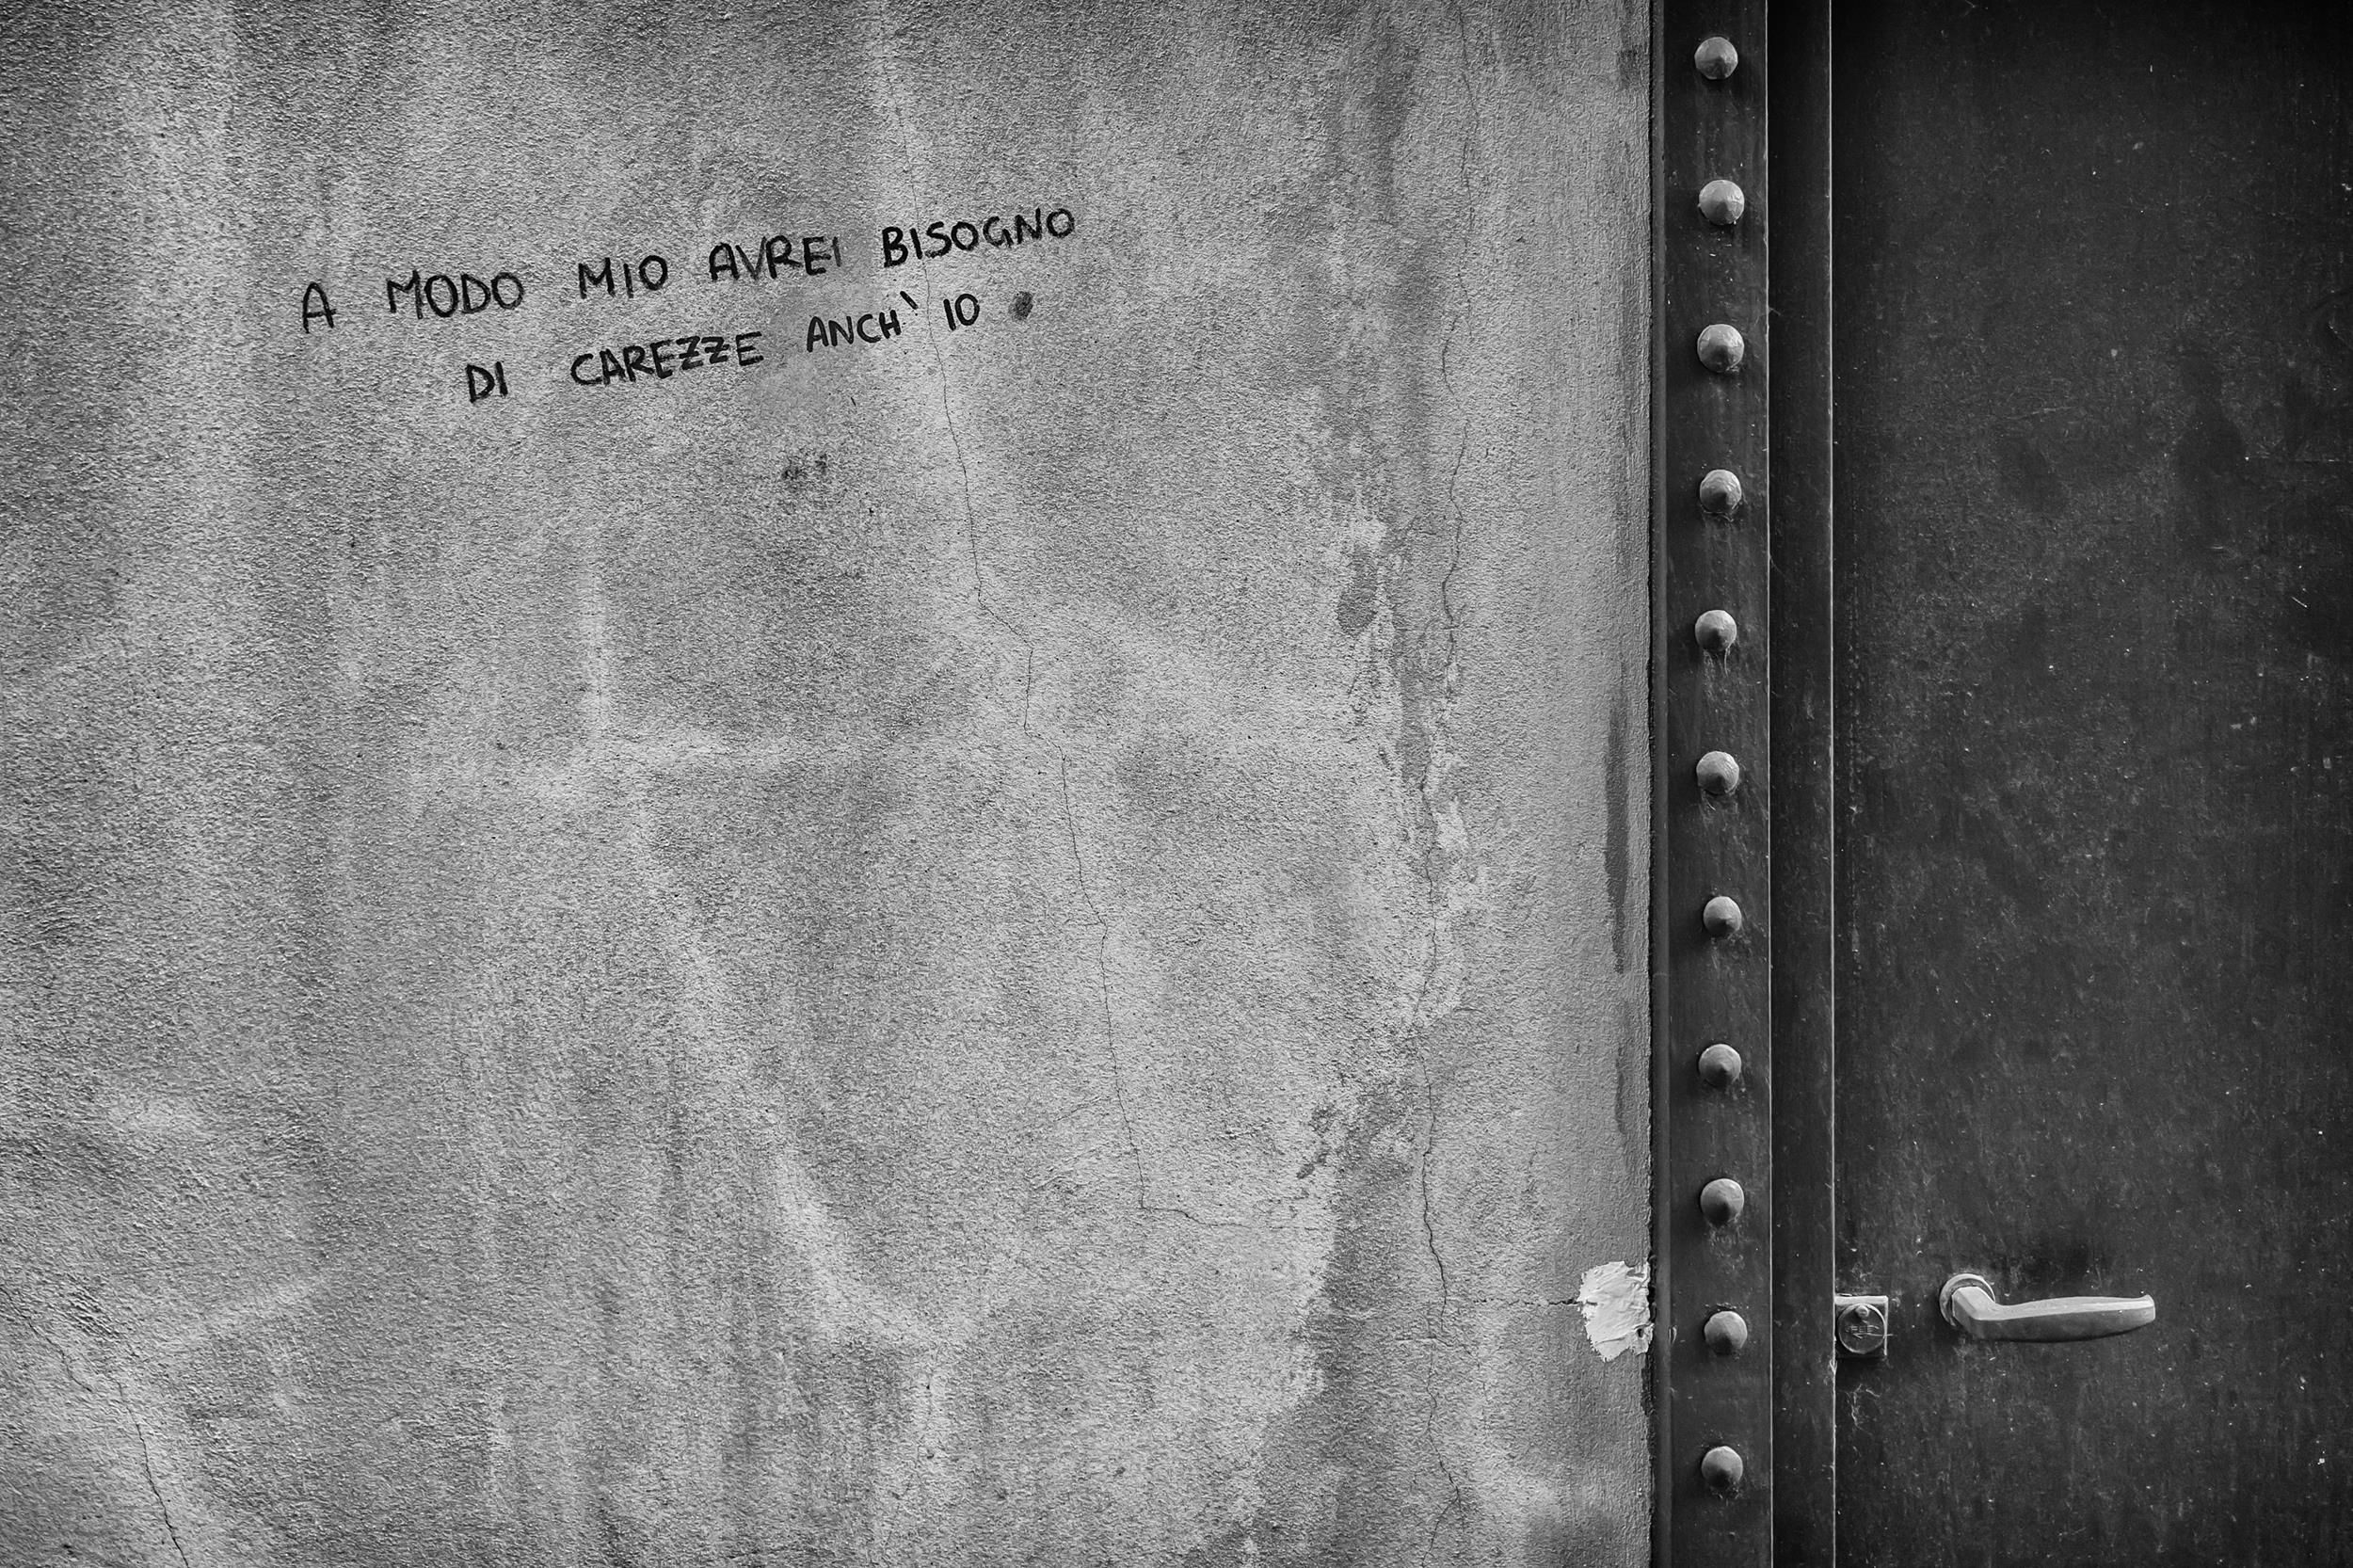 A MODO MIO AVREI BISOGNO
DI CAREZZE ANCH` IO .